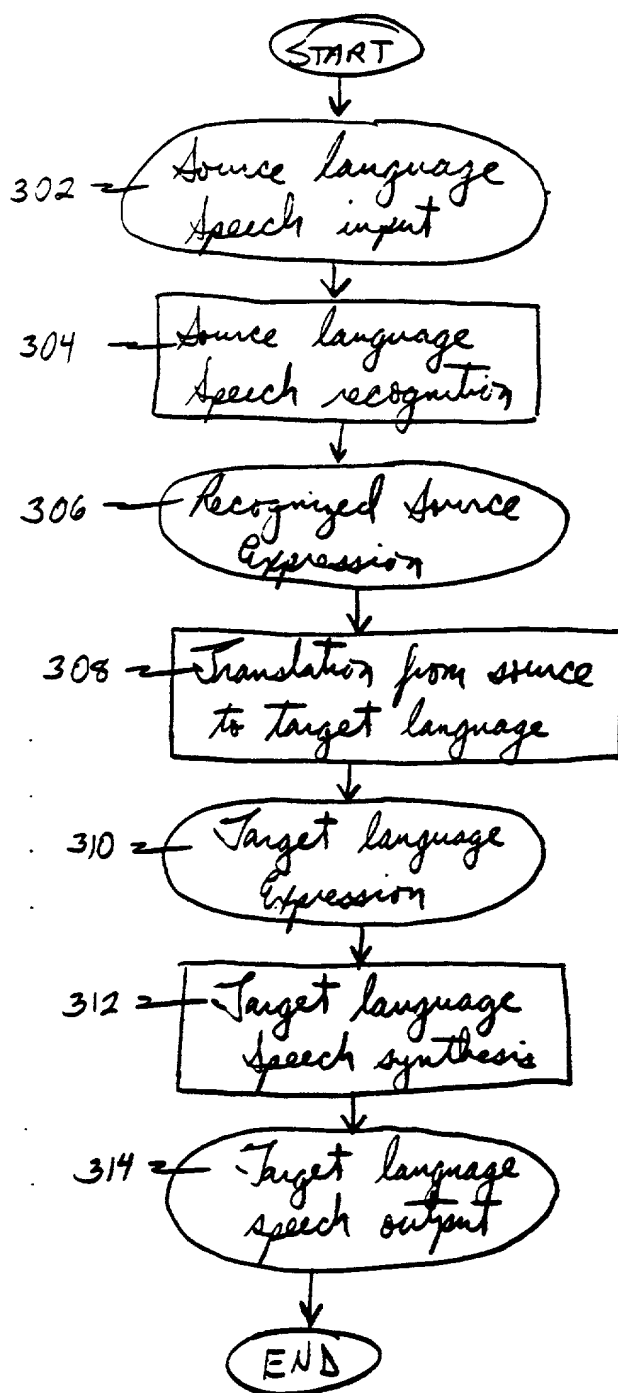 START
302 Source language
speech input
304 Source language
speech recognition
306 Recognized Source
Expression
308 Translation from source
to target language
310 Target language
Expression
312 Target language
speech synthesis
314 Target language
speech output
END